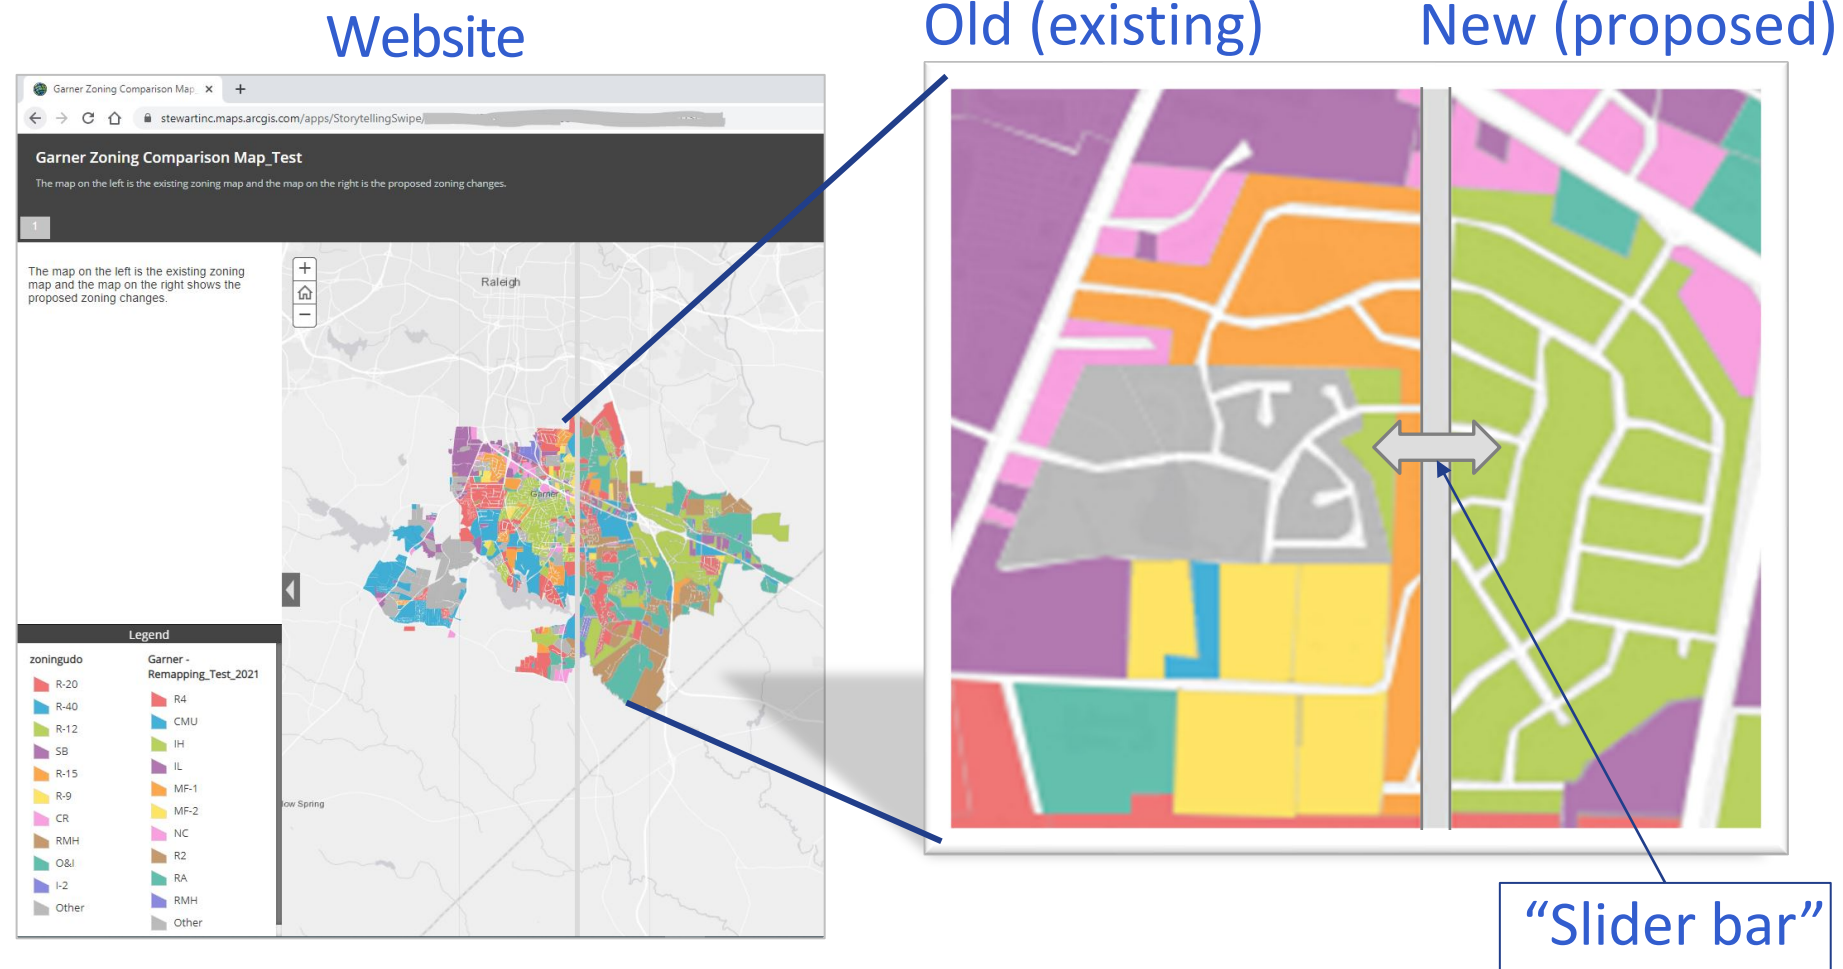 Website
Old (existing)
New (proposed)
Garner Zoning Comparison Map_
stewartinc.maps.arcgis.com/apps/StorytellingSwipe/
Garner Zoning Comparison Map_Test
The map on the left is the existing zoning map and the map on the right is the proposed zoning changes.
1
The map on the left is the existing zoning
map and the map on the right shows the
proposed zoning changes.
Raleigh
Garner
low Spring
Legend
zoningudo
R-20
R-40
R-12
SB
R-15
R-9
CR
RMH
O&I
I-2
Other
Garner -
Remapping_Test_2021
R4
CMU
IH
IL
MF-1
MF-2
NC
R2
RA
RMH
Other
“Slider bar”